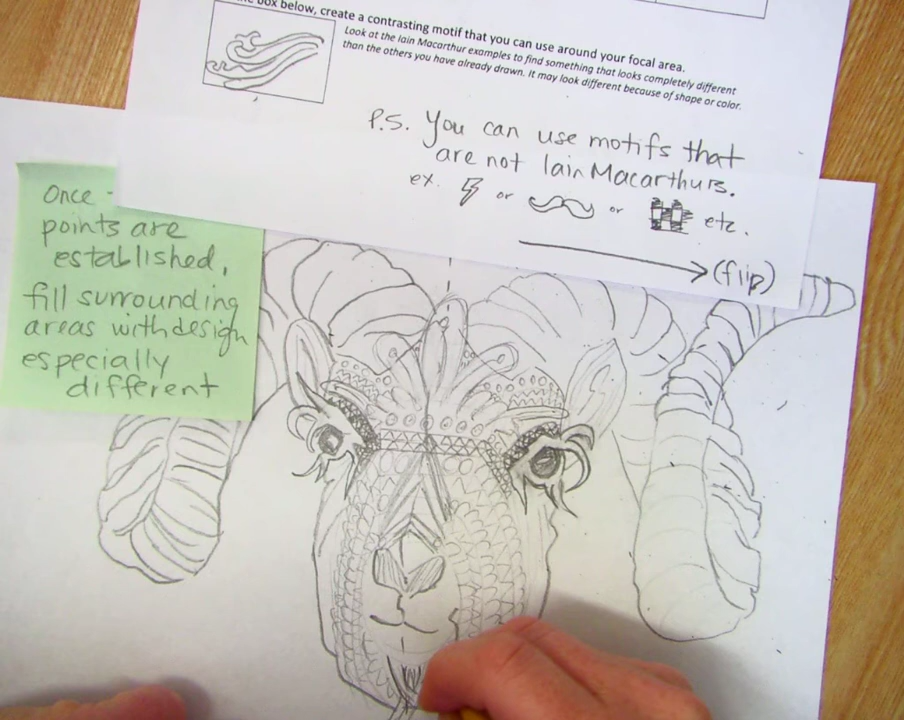 box below, create a contrasting motif that you can use around your focal area.
Look at the Iain Macarthur examples to find something that looks completely different
than the others you have already drawn. It may look different because of shape or color.
P.S. You can use motifs that
are not Iain Macarthurs.
ex. or or etc.
(flip)
Once -
points are
established,
fill surrounding
areas with design
especially
different